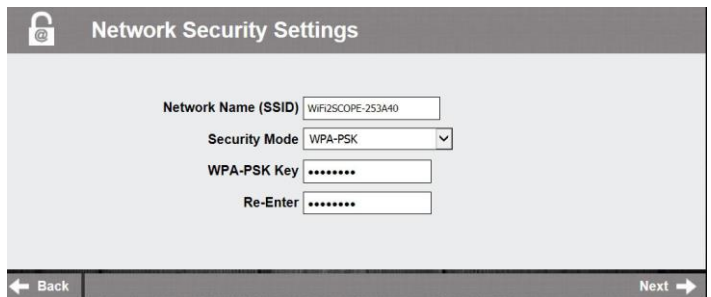 @
Network Security Settings
Network Name (SSID) WiFi2SCOPE-253A40
Security Mode WPA-PSK
WPA-PSK Key ••••••••
Re-Enter ••••••••
Back Next